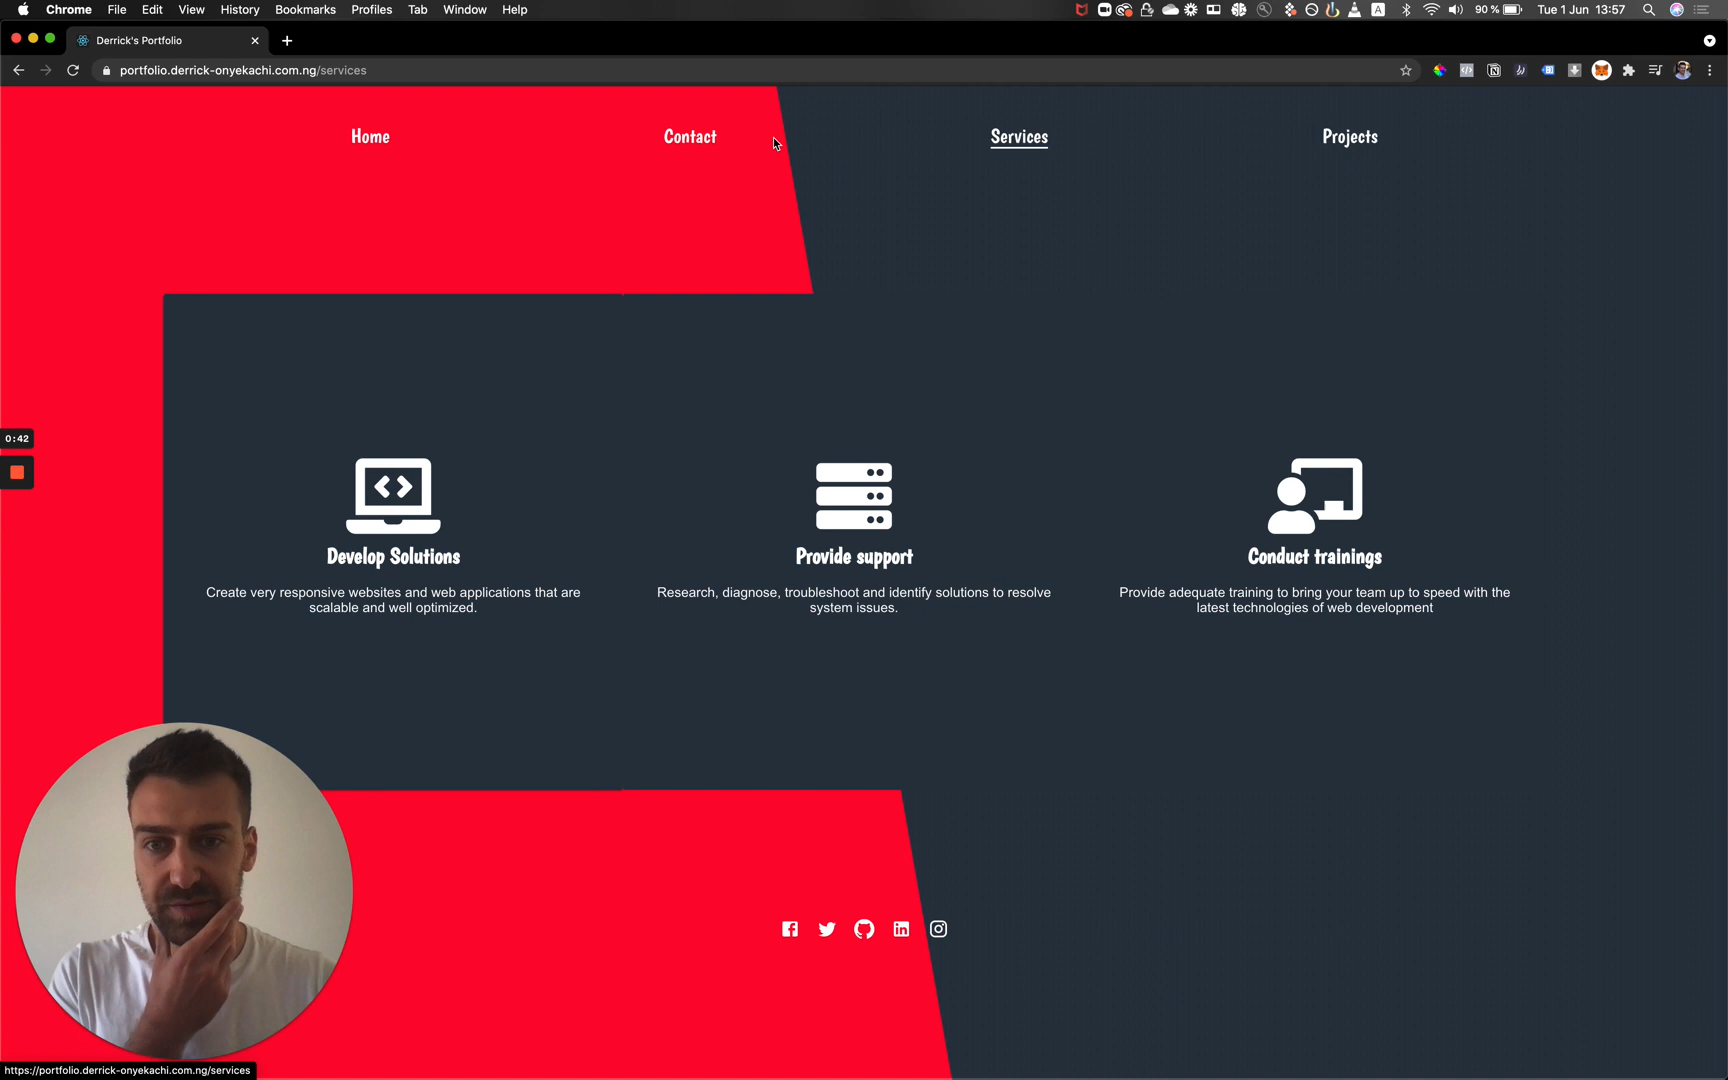 Chrome File Edit View History Bookmarks Profiles Tab Window Help 90 % Tue 1 Jun 13:57
Derrick's Portfolio
portfolio.derrick-onyekachi.com.ng/services
Home Contact Services Projects
0:42
Develop Solutions Provide support Conduct trainings
Create very responsive websites and web applications that are Research, diagnose, troubleshoot and identify solutions to resolve Provide adequate training to bring your team up to speed with the
scalable and well optimized. system issues. latest technologies of web development
https://portfolio.derrick-onyekachi.com.ng/services